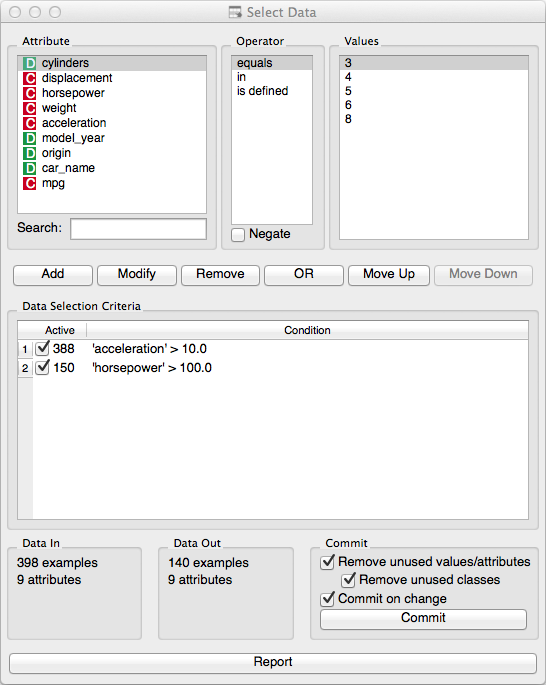 Select Data
Attribute
D cylinders
C displacement
C horsepower
C weight
C acceleration
D model_year
D origin
D car_name
C mpg
Search:
Operator
equals
in
is defined
Negate
Values
3
4
5
6
8
Add Modify Remove OR Move Up Move Down
Data Selection Criteria
Active Condition
1 388 'acceleration' > 10.0
2 150 'horsepower' > 100.0
Data In
398 examples
9 attributes
Data Out
140 examples
9 attributes
Commit
Remove unused values/attributes
Remove unused classes
Commit on change
Commit
Report